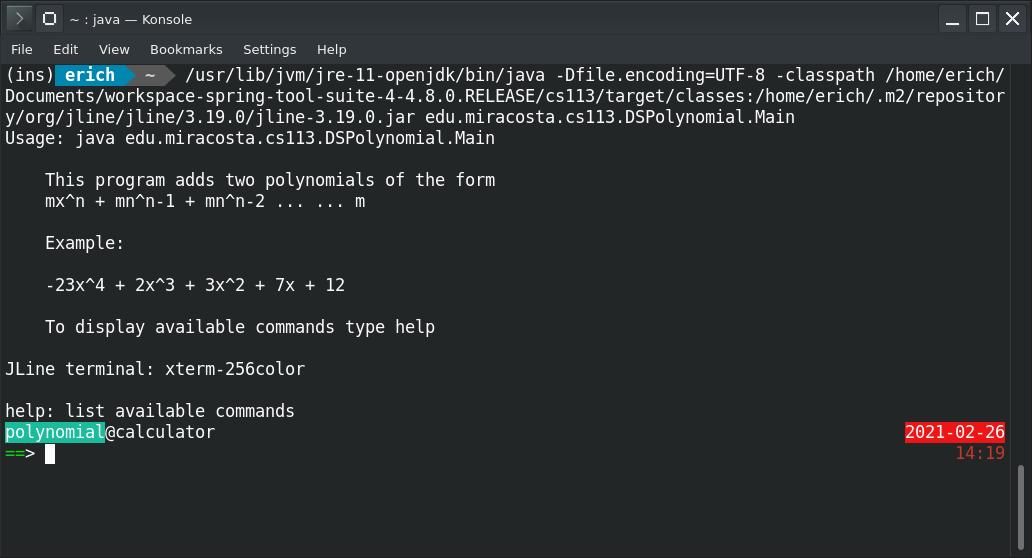 ~ : java — Konsole
File Edit View Bookmarks Settings Help
(ins) erich ~ /usr/lib/jvm/jre-11-openjdk/bin/java -Dfile.encoding=UTF-8 -classpath /home/erich/
Documents/workspace-spring-tool-suite-4-4.8.0.RELEASE/cs113/target/classes:/home/erich/.m2/repositor
y/org/jline/jline/3.19.0/jline-3.19.0.jar edu.miracosta.cs113.DSPolynomial.Main
Usage: java edu.miracosta.cs113.DSPolynomial.Main
This program adds two polynomials of the form
mx^n + mn^n-1 + mn^n-2 ... ... m
Example:
-23x^4 + 2x^3 + 3x^2 + 7x + 12
To display available commands type help
JLine terminal: xterm-256color
help: list available commands
polynomial@calculator 2021-02-26
==> 14:19